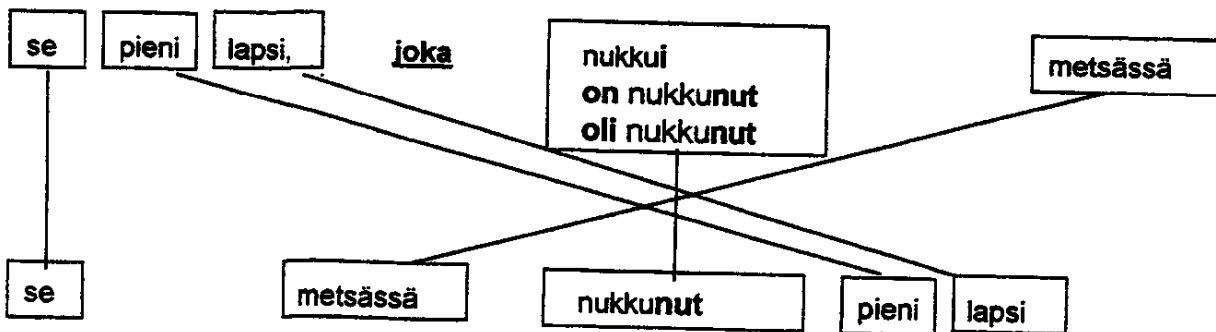 se pieni lapsi, joka nukkui metsässä
on nukkunut
oli nukkunut
se metsässä nukkunut pieni lapsi